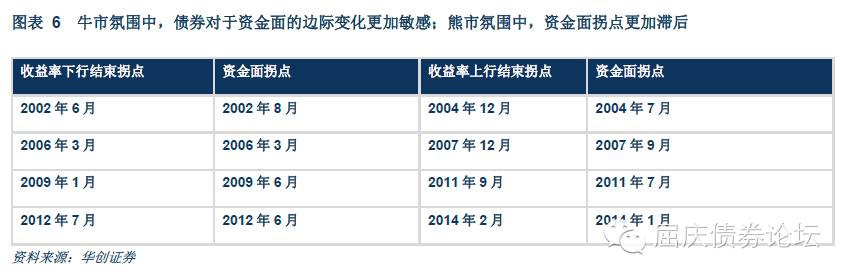 图表 6 牛市氛围中，债券对于资金面的边际变化更加敏感；熊市氛围中，资金面拐点更加滞后
收益率下行结束拐点 资金面拐点 收益率上行结束拐点 资金面拐点
2002 年 6 月 2002 年 8 月 2004 年 12 月 2004 年 7 月
2006 年 3 月 2006 年 3 月 2007 年 12 月 2007 年 9 月
2009 年 1 月 2009 年 6 月 2011 年 9 月 2011 年 7 月
2012 年 7 月 2012 年 6 月 2014 年 2 月 2014 年 1 月
屈庆债券论坛
资料来源：华创证券